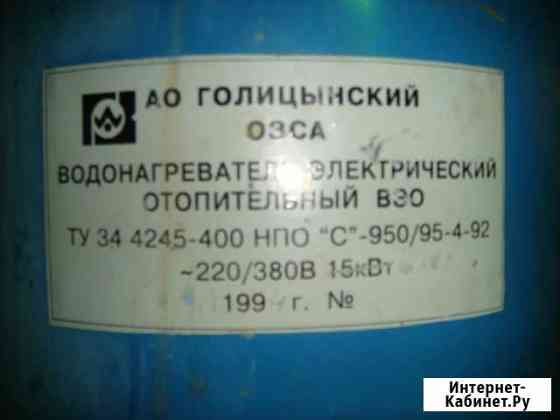 АО ГОЛИЦЫНСКИЙ
ОЗСА
ВОДОНАГРЕВАТЕЛЬ ЭЛЕКТРИЧЕСКИЙ
ОТОПИТЕЛЬНЫЙ ВЭО
ТУ 34 4245-400 НПО "С"-950/95-4-92
~220/380В 15кВт
199 г. №
Интернет-
Кабинет.Ру